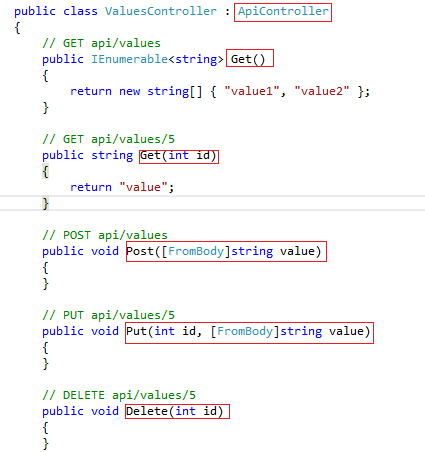 public class ValuesController : ApiController
{
// GET api/values
public IEnumerable<string> Get()
{
return new string[] { "value1", "value2" };
}
// GET api/values/5
public string Get(int id)
{
return "value";
}
// POST api/values
public void Post([FromBody]string value)
{
}
// PUT api/values/5
public void Put(int id, [FromBody]string value)
{
}
// DELETE api/values/5
public void Delete(int id)
{
}